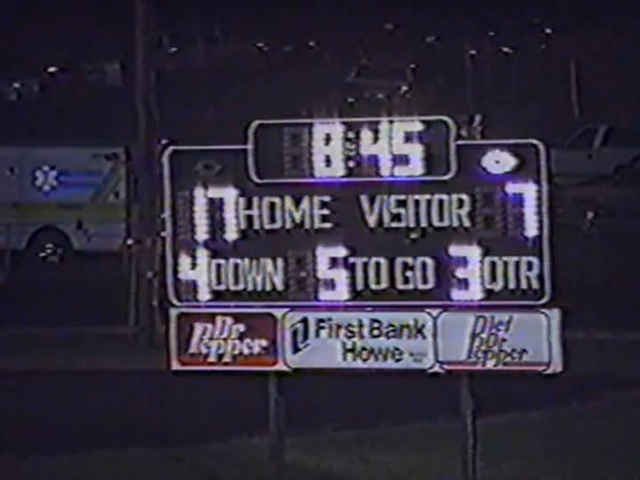 8:45
17 HOME VISITOR 7
4 DOWN 5 TO GO 3 QTR
Dr Pepper
First Bank
Howe
Diet Dr Pepper